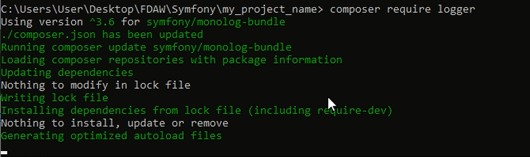 C:\Users\User\Desktop\FDAW\Symfony\my_project_name> composer require logger
Using version ^3.6 for symfony/monolog-bundle
./composer.json has been updated
Running composer update symfony/monolog-bundle
Loading composer repositories with package information
Updating dependencies
Nothing to modify in lock file
Writing lock file
Installing dependencies from lock file (including require-dev)
Nothing to install, update or remove
Generating optimized autoload files